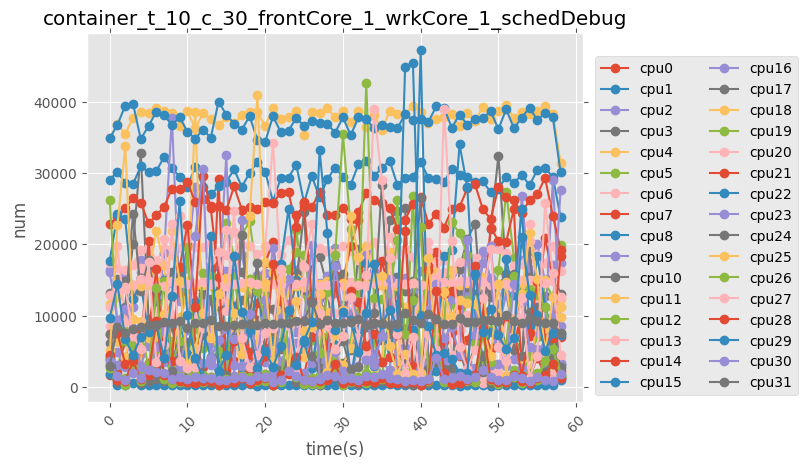 container_t_10_c_30_frontCore_1_wrkCore_1_schedDebug
num
40000
30000
20000
10000
0
0
10
20
30
40
50
60
time(s)
cpu0
cpu1
cpu2
cpu3
cpu4
cpu5
cpu6
cpu7
cpu8
cpu9
cpu10
cpu11
cpu12
cpu13
cpu14
cpu15
cpu16
cpu17
cpu18
cpu19
cpu20
cpu21
cpu22
cpu23
cpu24
cpu25
cpu26
cpu27
cpu28
cpu29
cpu30
cpu31